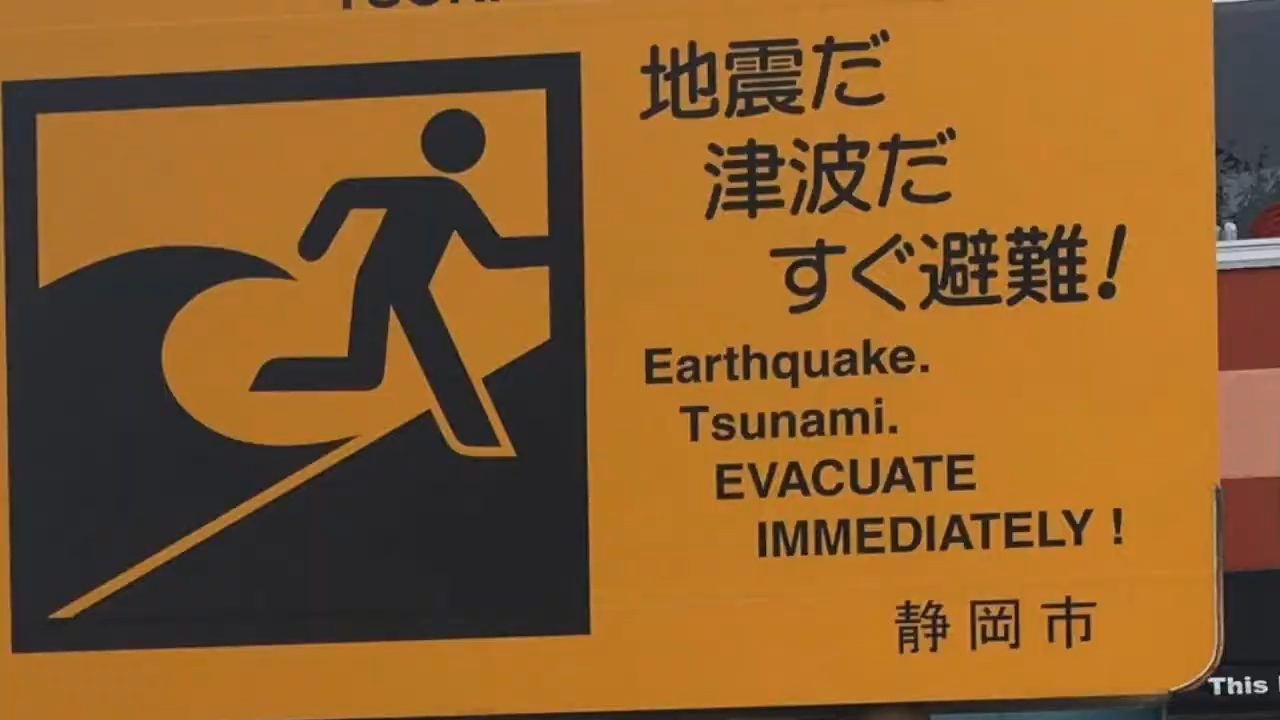 地震だ
津波だ
すぐ避難!
Earthquake.
Tsunami.
EVACUATE
IMMEDIATELY !
静岡市
This